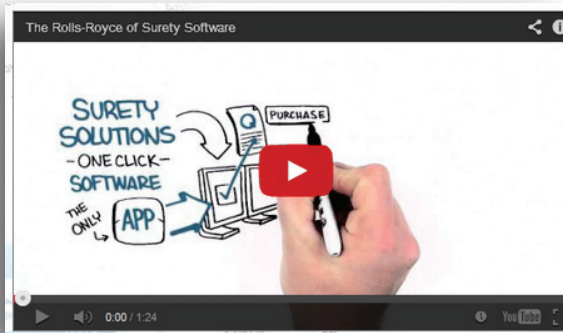 The Rolls-Royce of Surety Software
SURETY
SOLUTIONS
-ONE CLICK-
SOFTWARE
THE
ONLY
APP
Q
PURCHASE
0:00 / 1:24
YouTube